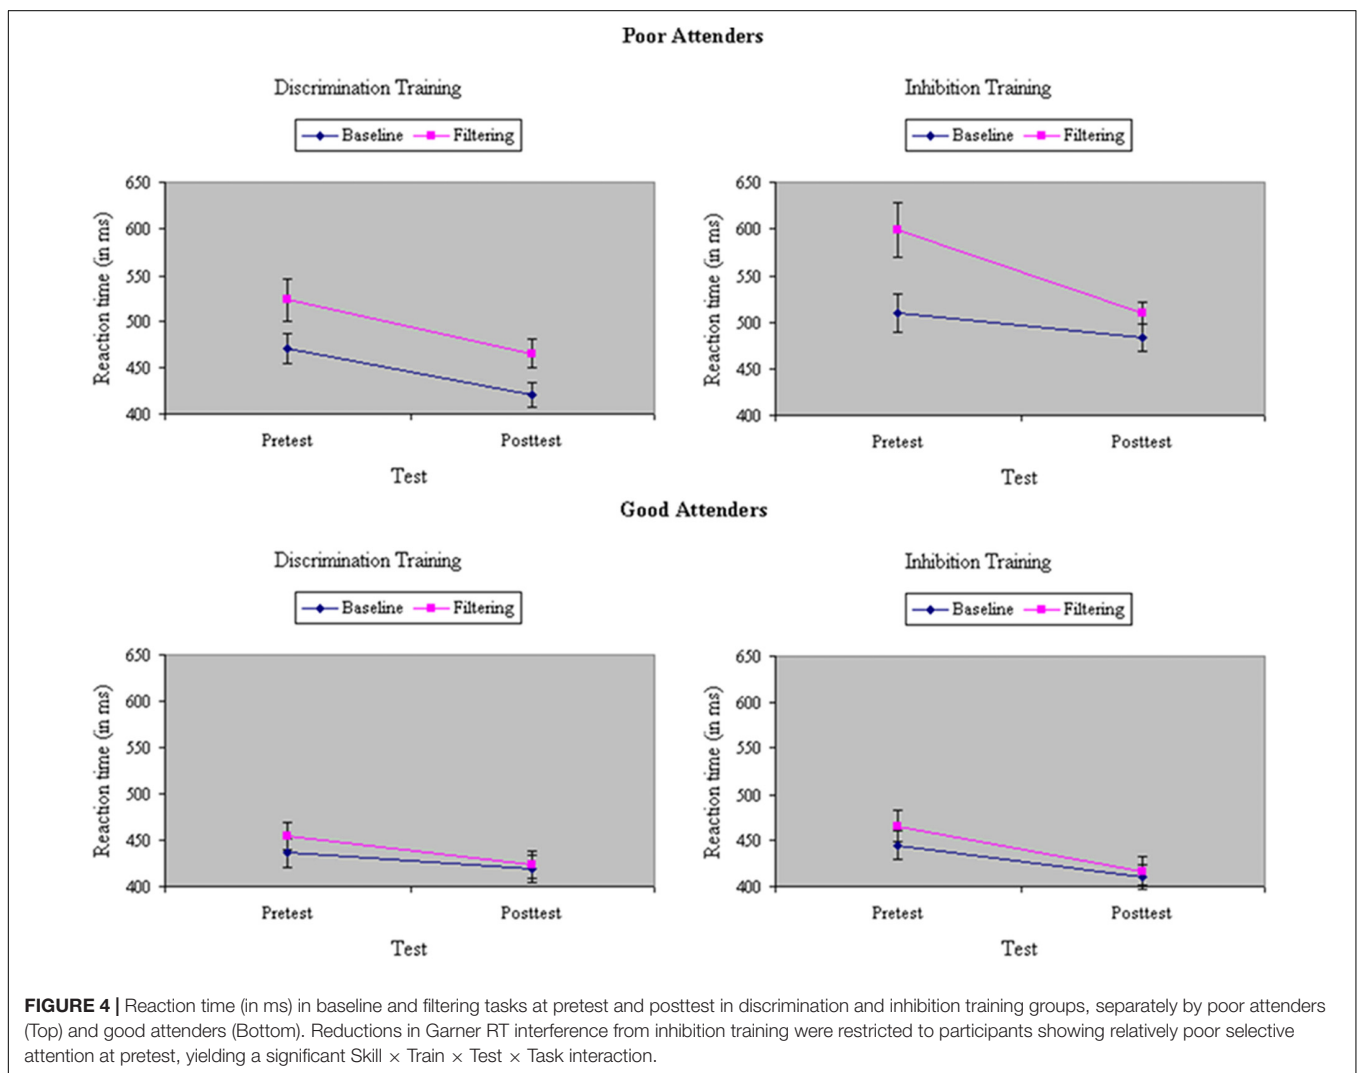 Poor Attenders
Discrimination Training
Baseline Filtering
650
600
550
500
450
400
Reaction time (in ms)
Pretest Posttest
Test
Inhibition Training
Baseline Filtering
650
600
550
500
450
400
Reaction time (in ms)
Pretest Posttest
Test
Good Attenders
Discrimination Training
Baseline Filtering
650
600
550
500
450
400
Reaction time (in ms)
Pretest Posttest
Test
Inhibition Training
Baseline Filtering
650
600
550
500
450
400
Reaction time (in ms)
Pretest Posttest
Test
FIGURE 4 | Reaction time (in ms) in baseline and filtering tasks at pretest and posttest in discrimination and inhibition training groups, separately by poor attenders
(Top) and good attenders (Bottom). Reductions in Garner RT interference from inhibition training were restricted to participants showing relatively poor selective
attention at pretest, yielding a significant Skill × Train × Test × Task interaction.